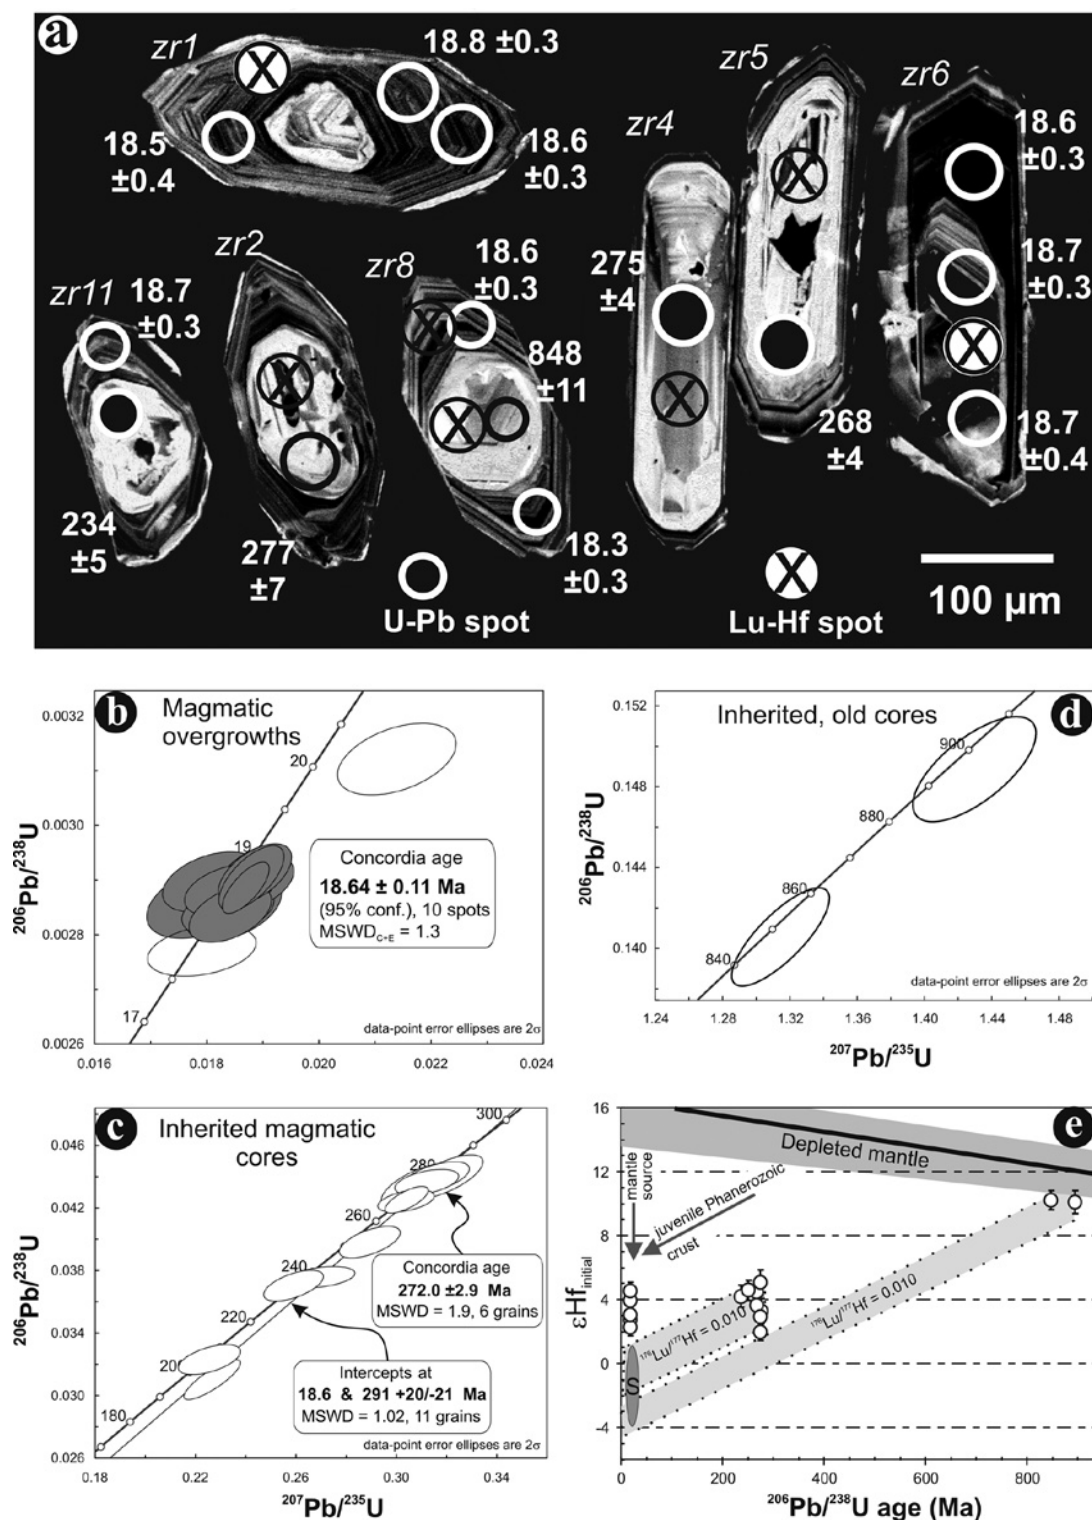 a
zr1
18.8 ±0.3
18.5
±0.4
18.6
±0.3
zr4
zr5
zr6
18.6
±0.3
zr11
18.7
±0.3
zr2
zr8
18.6
±0.3
848
±11
275
±4
18.7
±0.3
268
±4
18.7
±0.4
234
±5
277
±7
18.3
±0.3
U-Pb spot
Lu-Hf spot
100 µm
b
Magmatic
overgrowths
0.0032
0.0030
0.0028
0.0026
²⁰⁶Pb/²³⁸U
20
19
17
Concordia age
18.64 ± 0.11 Ma
(95% conf.), 10 spots
MSWD_C+E = 1.3
data-point error ellipses are 2σ
0.016
0.018
0.020
0.022
0.024
d
Inherited, old cores
0.152
0.148
0.144
0.140
²⁰⁶Pb/²³⁸U
900
880
860
840
data-point error ellipses are 2σ
1.24
1.28
1.32
1.36
1.40
1.44
1.48
²⁰⁷Pb/²³⁵U
c
Inherited magmatic
cores
0.046
0.042
0.038
0.034
0.030
0.026
²⁰⁶Pb/²³⁸U
300
280
260
240
220
180
Concordia age
272.0 ±2.9 Ma
MSWD = 1.9, 6 grains
Intercepts at
18.6 & 291 +20/-21 Ma
MSWD = 1.02, 11 grains
data-point error ellipses are 2σ
0.18
0.22
0.26
0.30
0.34
²⁰⁷Pb/²³⁵U
e
16
12
8
4
0
-4
εHf initial
Depleted mantle
mantle
source
juvenile Phanerozoic
crust
¹⁷⁶Lu/¹⁷⁷Hf = 0.010
¹⁷⁶Lu/¹⁷⁷Hf = 0.010
S
0
200
400
600
800
²⁰⁶Pb/²³⁸U age (Ma)